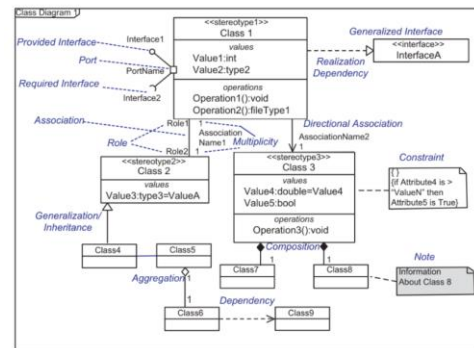 Class Diagram 1
<<stereotype1>>
Class 1
values
Value1:int
Value2:type2
operations
Operation1():void
Operation2():fileType1
Provided Interface
Interface1
Port
PortName
Required Interface
Interface2
Generalized Interface
<<interface>>
InterfaceA
Realization
Dependency
Association
Role1
1
Association
Name1
Role
Role2
1
Multiplicity
Directional Association
AssociationName2
1
<<stereotype2>>
Class 2
values
Value3:type3=ValueA
<<stereotype3>>
Class 3
values
Value4:double=Value4
Value5:bool
operations
Operation3():void
Constraint
{ }
{if Attribute4 is >
"ValueN" then
Attribute5 is True}
Generalization/
Inheritance
Class4
Class5
Composition
1
1
Class7
Class8
Note
Information
About Class 8
Aggregation
1
1
Class6
Dependency
Class9